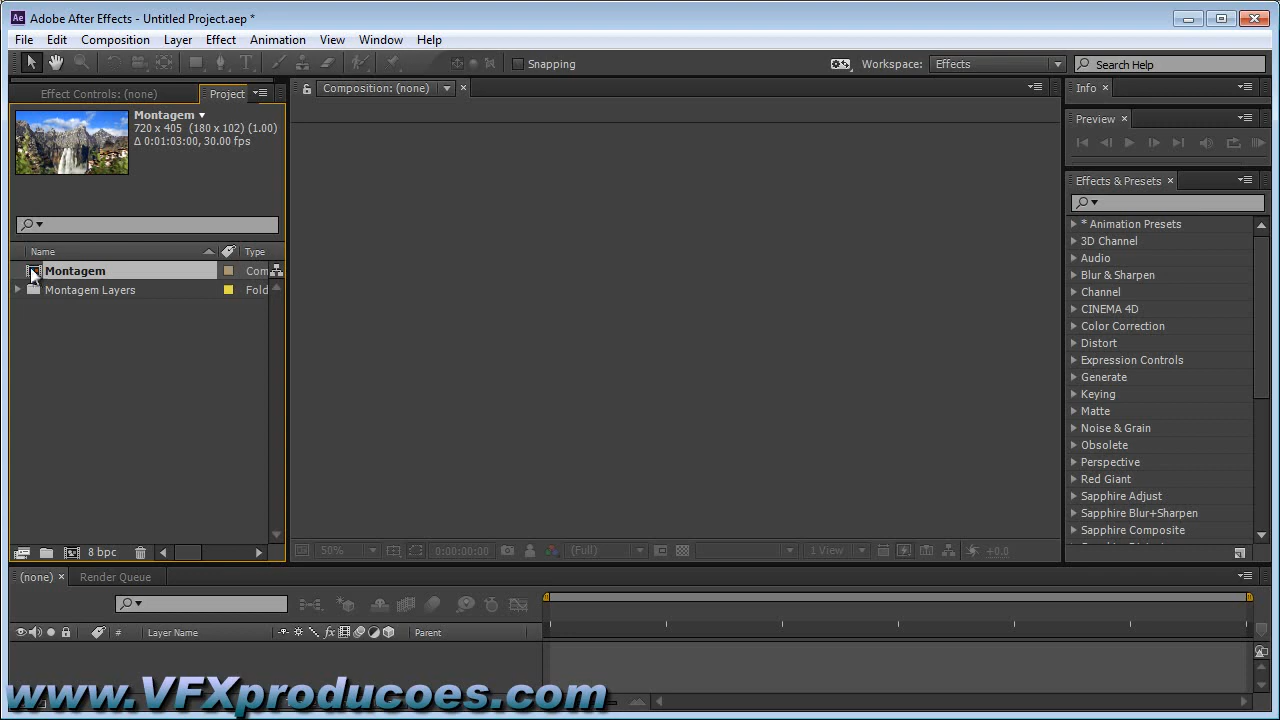 Ae Adobe After Effects - Untitled Project.aep *
File Edit Composition Layer Effect Animation View Window Help
Snapping Workspace: Effects Search Help
Effect Controls: (none) Project
Composition: (none) ×
Montagem
720 x 405 (180 x 102) (1.00)
Δ 0:01:03:00, 30.00 fps
Name Type
Montagem Com
Montagem Layers Fold
8 bpc
50% 0:00:00:00 (Full) 1 View +0.0
Info ×
Preview ×
Effects & Presets ×
* Animation Presets
3D Channel
Audio
Blur & Sharpen
Channel
CINEMA 4D
Color Correction
Distort
Expression Controls
Generate
Keying
Matte
Noise & Grain
Obsolete
Perspective
Red Giant
Sapphire Adjust
Sapphire Blur+Sharpen
Sapphire Composite
(none) × Render Queue
# Layer Name fx Parent
www.VFXproducoes.com